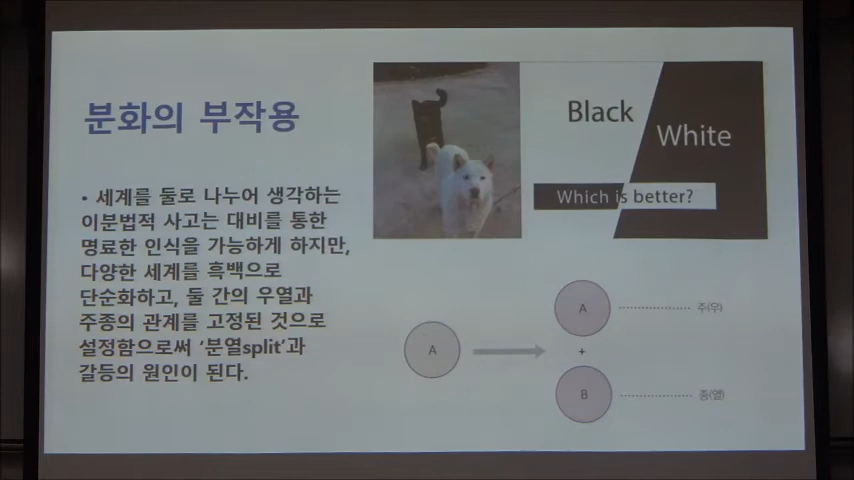 분화의 부작용
• 세계를 둘로 나누어 생각하는
이분법적 사고는 대비를 통한
명료한 인식을 가능하게 하지만,
다양한 세계를 흑백으로
단순화하고, 둘 간의 우열과
주종의 관계를 고정된 것으로
설정함으로써 '분열split'과
갈등의 원인이 된다.
Black
White
Which is better?
A
A
주(우)
+
B
종(열)